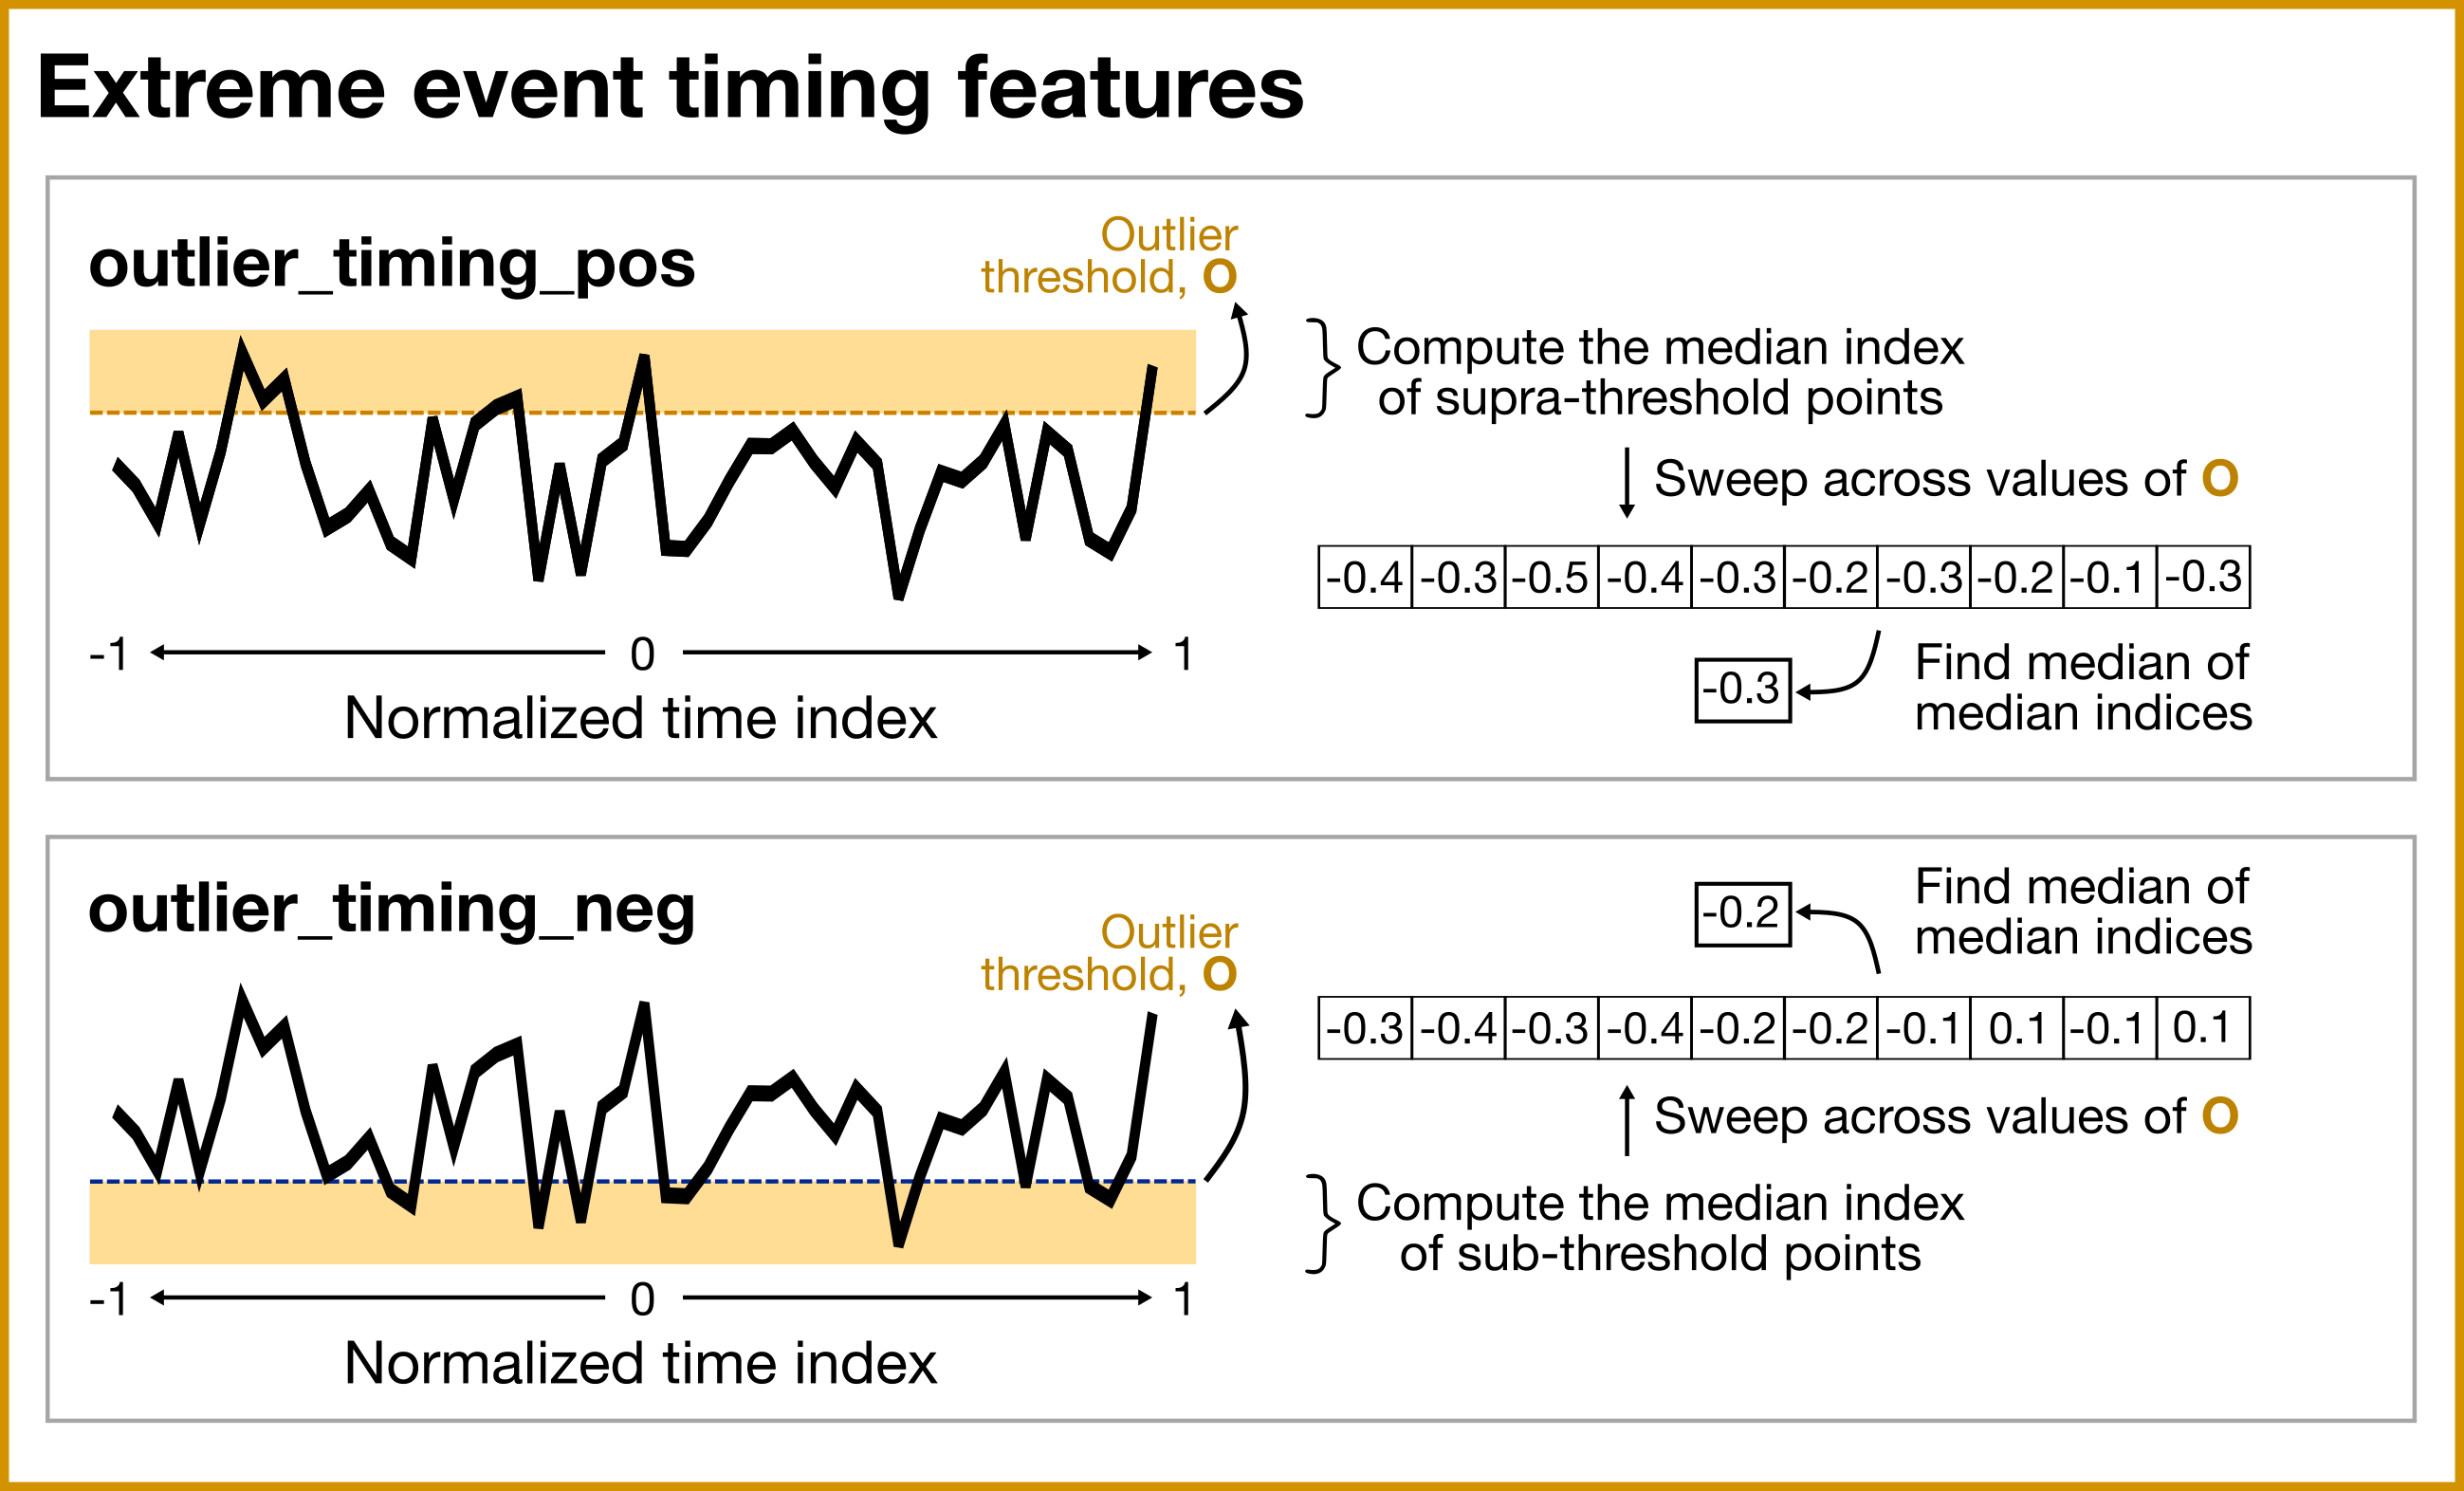 Extreme event timing features
outlier_timing_pos
Outlier
threshold, o
Compute the median index
of supra-threshold points
Sweep across values of o
-0.4 -0.3 -0.5 -0.4 -0.3 -0.2 -0.3 -0.2 -0.1 -0.3
-1 0 1
Normalized time index
-0.3
Find median of
median indices
outlier_timing_neg
Outlier
threshold, o
-0.2
Find median of
median indices
-0.3 -0.4 -0.3 -0.4 -0.2 -0.2 -0.1 0.1 -0.1 0.1
Sweep across values of o
Compute the median index
of sub-threshold points
-1 0 1
Normalized time index